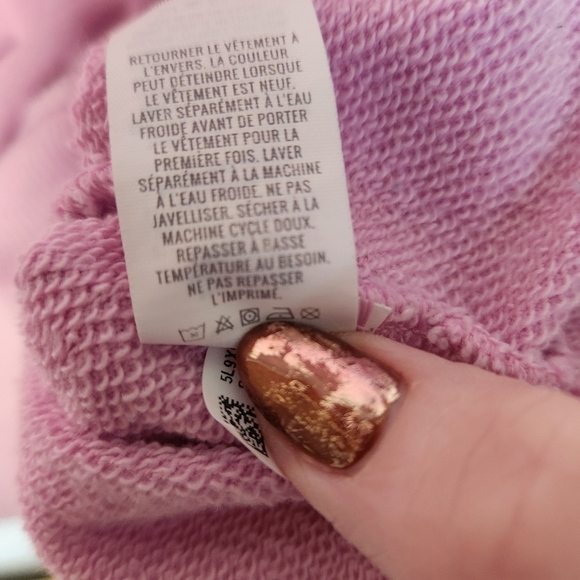 RETOURNER LE VÊTEMENT À
L'ENVERS. LA COULEUR
PEUT DÉTEINDRE LORSQUE
LE VÊTEMENT EST NEUF.
LAVER SÉPARÉMENT À L'EAU
FROIDE AVANT DE PORTER
LE VÊTEMENT POUR LA
PREMIÈRE FOIS. LAVER
SÉPARÉMENT À LA MACHINE
À L'EAU FROIDE. NE PAS
JAVELLISER. SÉCHER À LA
MACHINE CYCLE DOUX.
REPASSER À BASSE
TEMPÉRATURE AU BESOIN.
NE PAS REPASSER
L'IMPRIMÉ.
5L9X